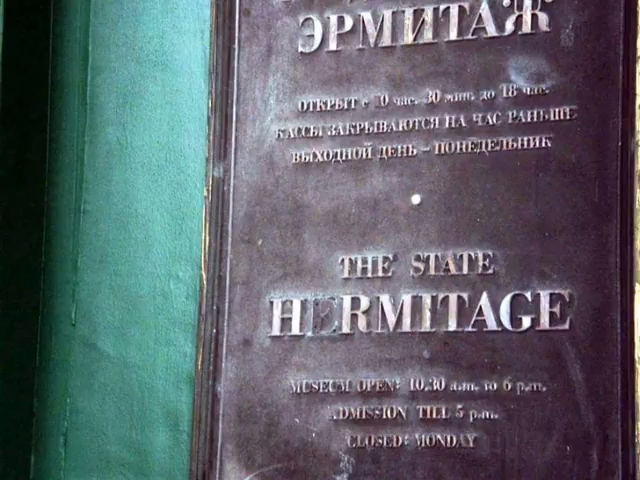 ЭРМИТАЖ
ОТКРЫТ с 10 час. 30 мин. до 18 час.
КАССЫ ЗАКРЫВАЮТСЯ НА ЧАС РАНЬШЕ
ВЫХОДНОЙ ДЕНЬ – ПОНЕДЕЛЬНИК
THE STATE
HERMITAGE
MUSEUM OPEN: 10.30 a.m. to 6 p.m.
ADMISSION TILL 5 p.m.
CLOSED: MONDAY